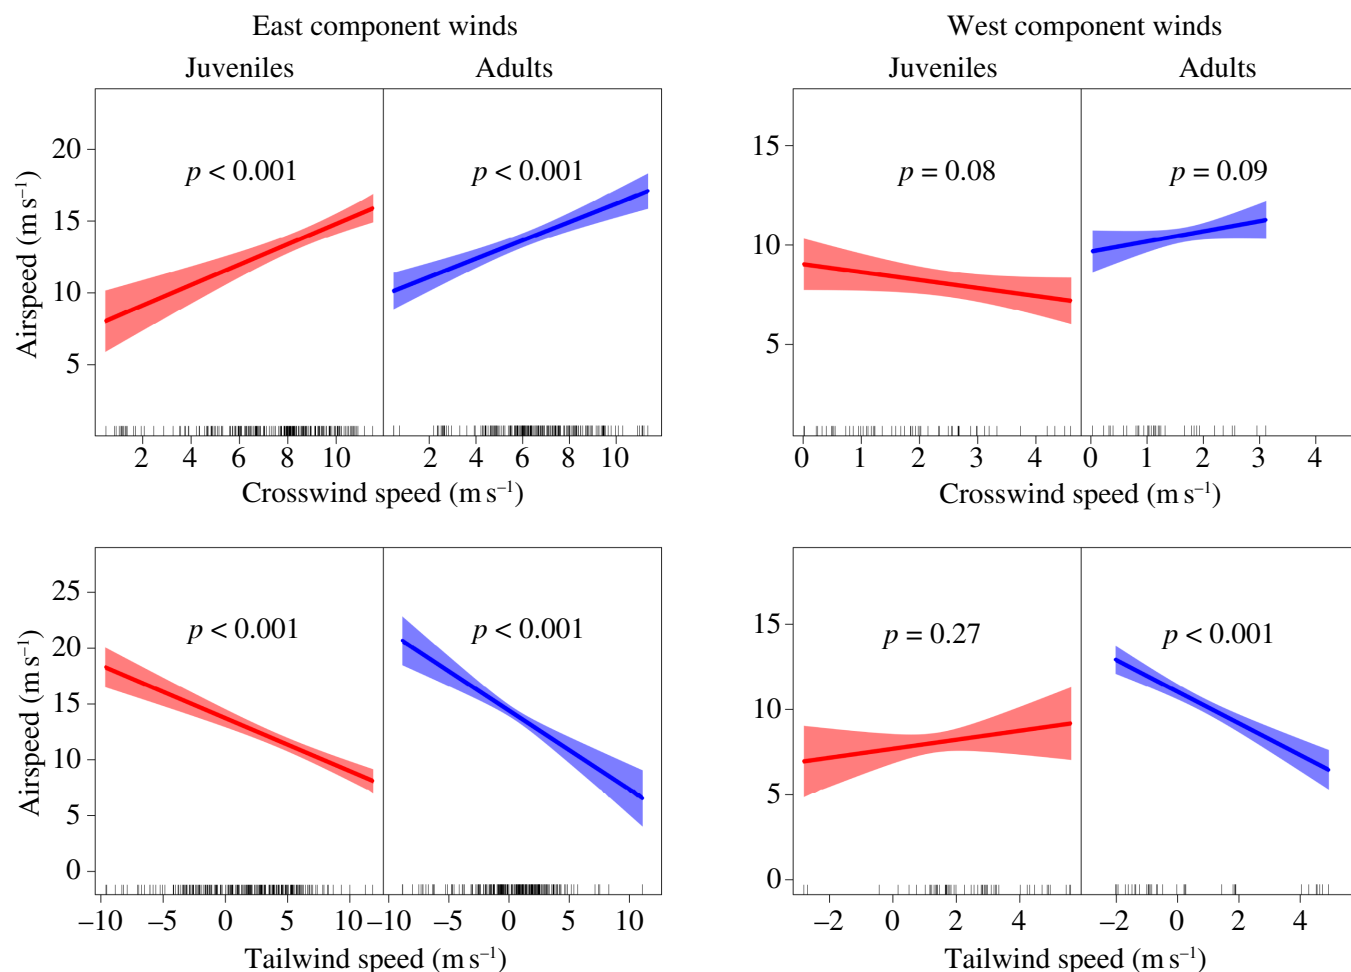 East component winds
West component winds
Juveniles
Adults
Juveniles
Adults
20
15
10
5
Airspeed (m s⁻¹)
p < 0.001
p < 0.001
2 4 6 8 10
2 4 6 8 10
Crosswind speed (m s⁻¹)
15
10
5
p = 0.08
p = 0.09
0 1 2 3 4
0 1 2 3 4
Crosswind speed (m s⁻¹)
25
20
15
10
5
0
Airspeed (m s⁻¹)
p < 0.001
p < 0.001
–10 –5 0 5 10
–10 –5 0 5 10
Tailwind speed (m s⁻¹)
15
10
5
0
p = 0.27
p < 0.001
–2 0 2 4
–2 0 2 4
Tailwind speed (m s⁻¹)